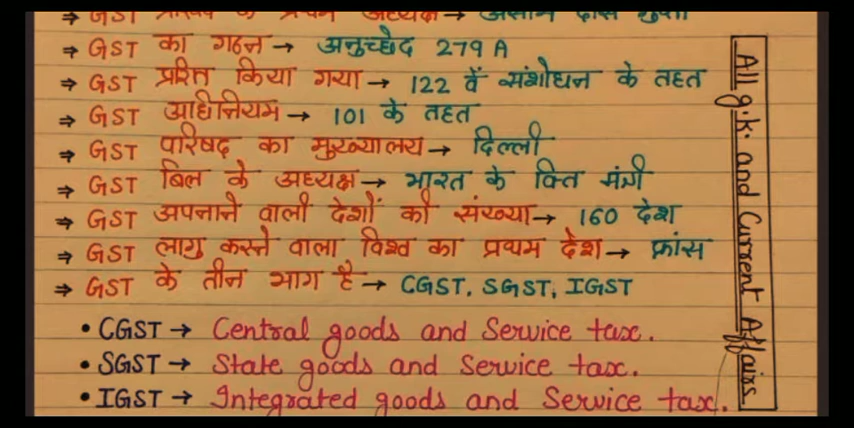 ⇒ GST का गठन → अनुच्छेद 279 A
⇒ GST प्ररित किया गया → 122 वें संशोधन के तहत
⇒ GST अधिनियम → 101 के तहत
⇒ GST परिषद का मुख्यालय → दिल्ली
⇒ GST बिल के अध्यक्ष → भारत के वित्त मंत्री
⇒ GST अपनाने वाली देशों की संख्या → 160 देश
⇒ GST लागु करने वाला विश्व का प्रथम देश → फ्रांस
⇒ GST के तीन भाग है → CGST, SGST, IGST
• CGST → Central goods and Service tax.
• SGST → State goods and Service tax.
• IGST → Integrated goods and Service tax.
All g.k. and Current Affairs